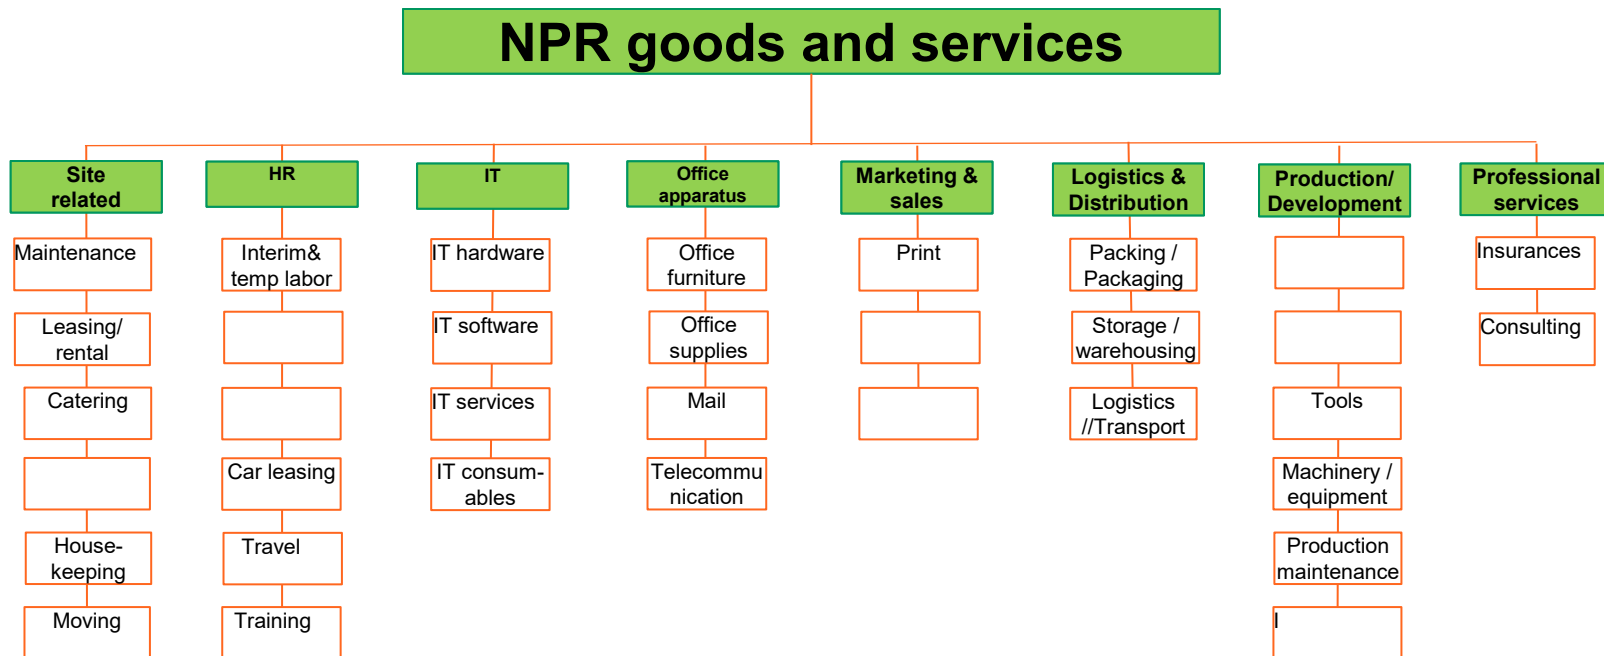 NPR goods and services
Site
related
HR
IT
Office
apparatus
Marketing &
sales
Logistics &
Distribution
Production/
Development
Professional
services
Maintenance
Leasing/
rental
Catering
House-
keeping
Moving
Interim&
temp labor
Car leasing
Travel
Training
IT hardware
IT software
IT services
IT consum-
ables
Office
furniture
Office
supplies
Mail
Telecommu
nication
Print
Packing /
Packaging
Storage /
warehousing
Logistics
//Transport
Tools
Machinery /
equipment
Production
maintenance
I
Insurances
Consulting